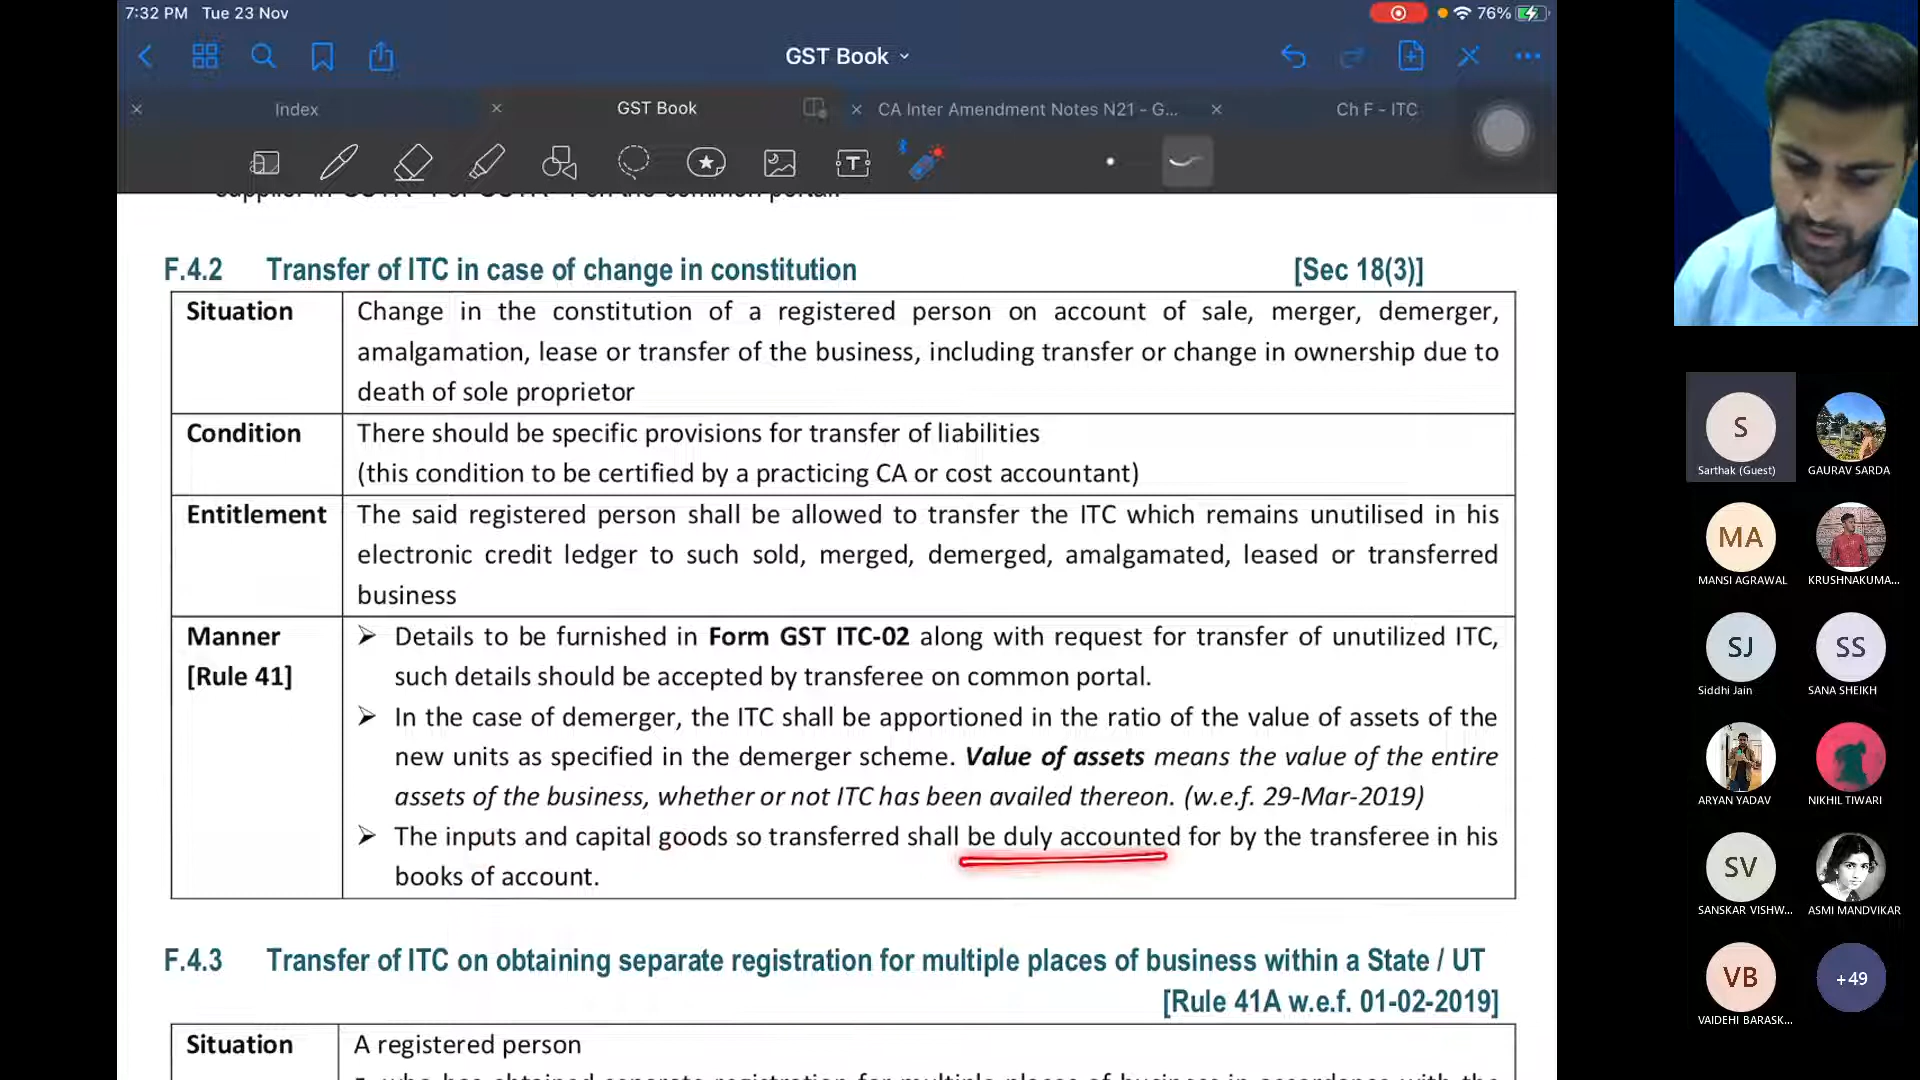 7:32 PM Tue 23 Nov
76%
GST Book
Index
GST Book
CA Inter Amendment Notes N21 - G...
Ch F - ITC
F.4.2 Transfer of ITC in case of change in constitution [Sec 18(3)]
Situation
Change in the constitution of a registered person on account of sale, merger, demerger,
amalgamation, lease or transfer of the business, including transfer or change in ownership due to
death of sole proprietor
Condition
There should be specific provisions for transfer of liabilities
(this condition to be certified by a practicing CA or cost accountant)
Entitlement
The said registered person shall be allowed to transfer the ITC which remains unutilised in his
electronic credit ledger to such sold, merged, demerged, amalgamated, leased or transferred
business
Manner
[Rule 41]
➢ Details to be furnished in Form GST ITC-02 along with request for transfer of unutilized ITC,
such details should be accepted by transferee on common portal.
➢ In the case of demerger, the ITC shall be apportioned in the ratio of the value of assets of the
new units as specified in the demerger scheme. Value of assets means the value of the entire
assets of the business, whether or not ITC has been availed thereon. (w.e.f. 29-Mar-2019)
➢ The inputs and capital goods so transferred shall be duly accounted for by the transferee in his
books of account.
F.4.3 Transfer of ITC on obtaining separate registration for multiple places of business within a State / UT
[Rule 41A w.e.f. 01-02-2019]
Situation
A registered person
S
Sarthak (Guest)
GAURAV SARDA
MA
MANSI AGRAWAL
KRUSHNAKUMA...
SJ
Siddhi Jain
SS
SANA SHEIKH
ARYAN YADAV
NIKHIL TIWARI
SV
SANSKAR VISHW...
ASMI MANDVIKAR
VB
VAIDEHI BARASK...
+49